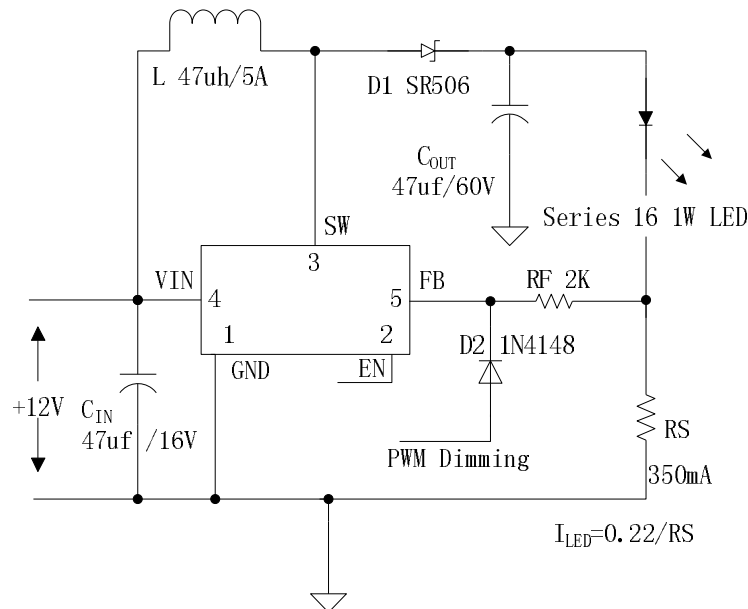 L 47uh/5A
D1 SR506
COUT
47uf/60V
Series 16 1W LED
SW
3
VIN
4
FB
5
RF 2K
1
2
GND
EN
D2 1N4148
+12V
CIN
47uf /16V
PWM Dimming
RS
350mA
ILED=0.22/RS